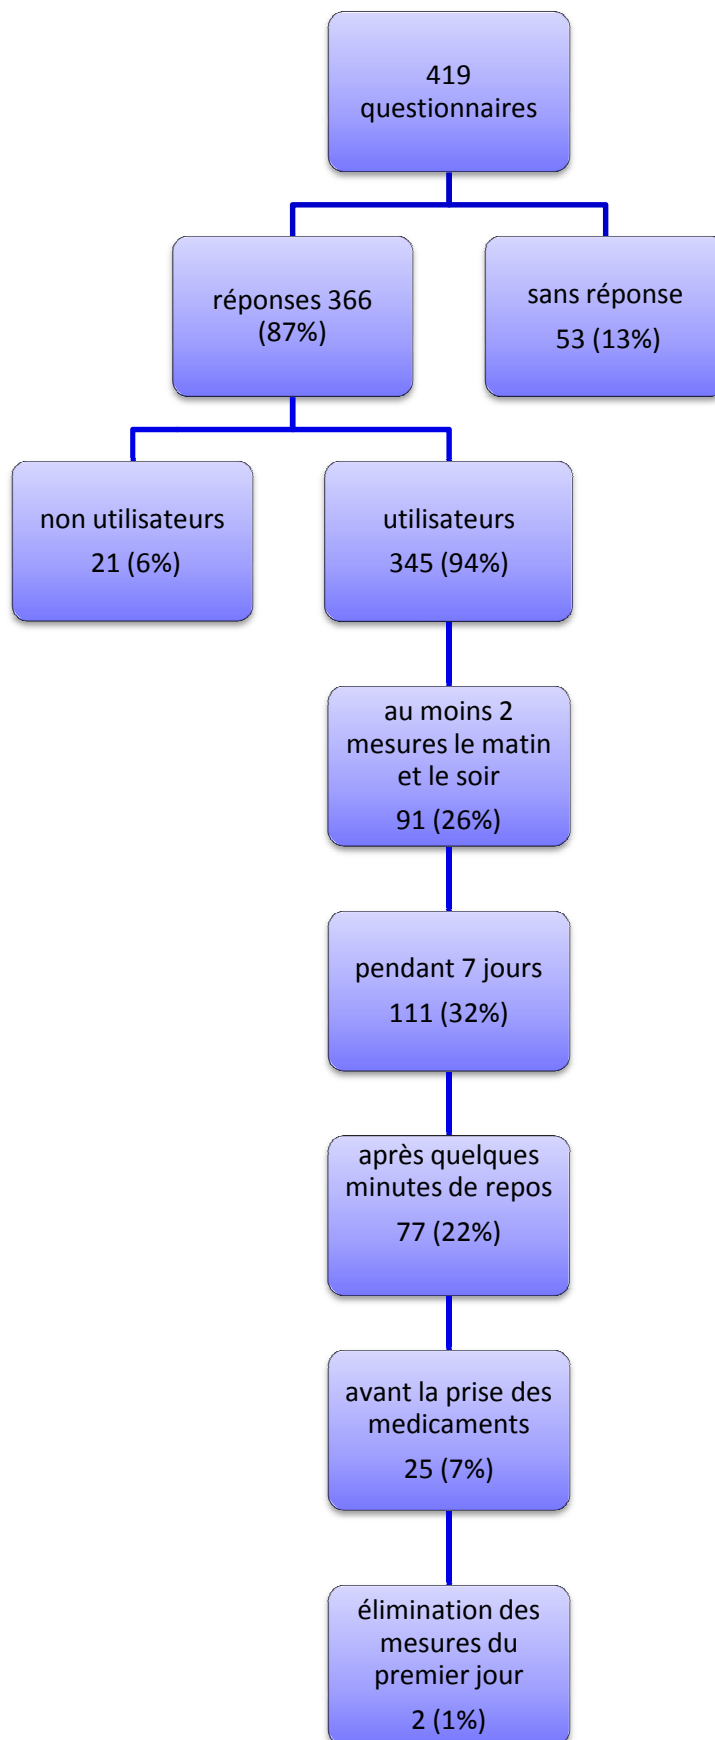 419
questionnaires
réponses 366
(87%)
sans réponse
53 (13%)
non utilisateurs
21 (6%)
utilisateurs
345 (94%)
au moins 2
mesures le matin
et le soir
91 (26%)
pendant 7 jours
111 (32%)
après quelques
minutes de repos
77 (22%)
avant la prise des
medicaments
25 (7%)
élimination des
mesures du
premier jour
2 (1%)